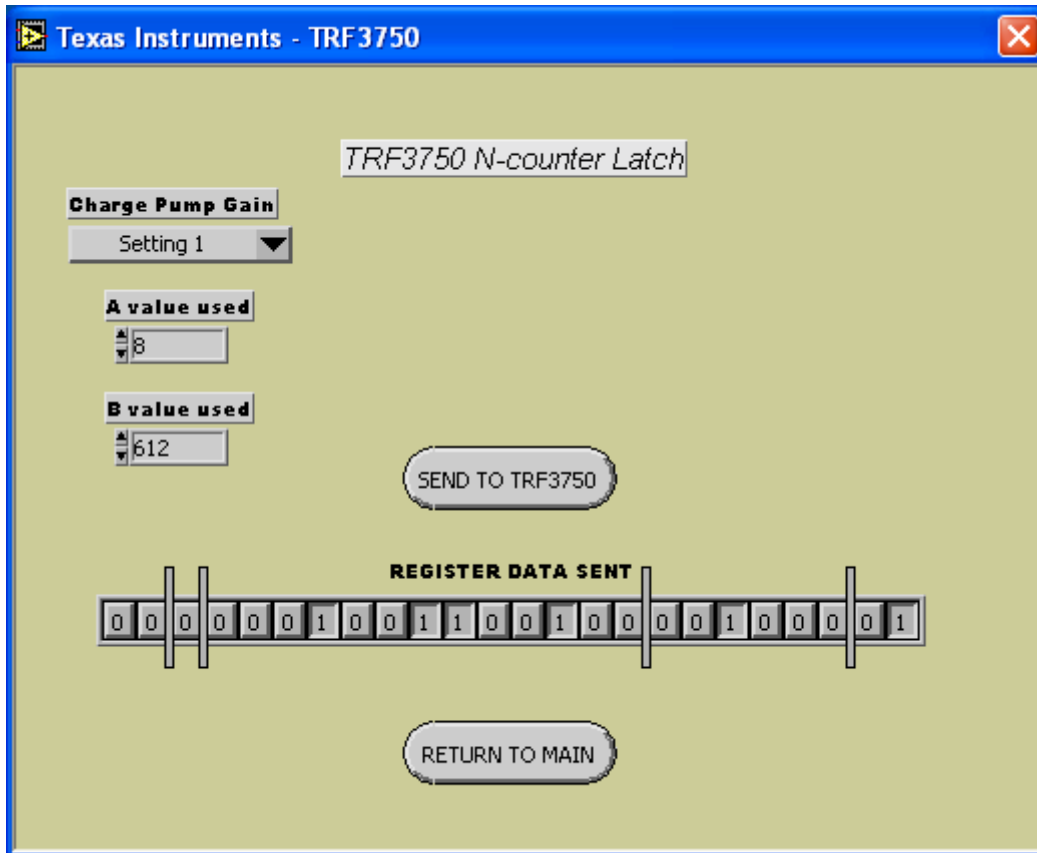 Texas Instruments - TRF3750
TRF3750 N-counter Latch
Charge Pump Gain
Setting 1
A value used
8
B value used
612
SEND TO TRF3750
REGISTER DATA SENT
0 0 0 0 0 0 1 0 0 1 1 0 0 1 0 0 0 0 1 0 0 0 0 1
RETURN TO MAIN